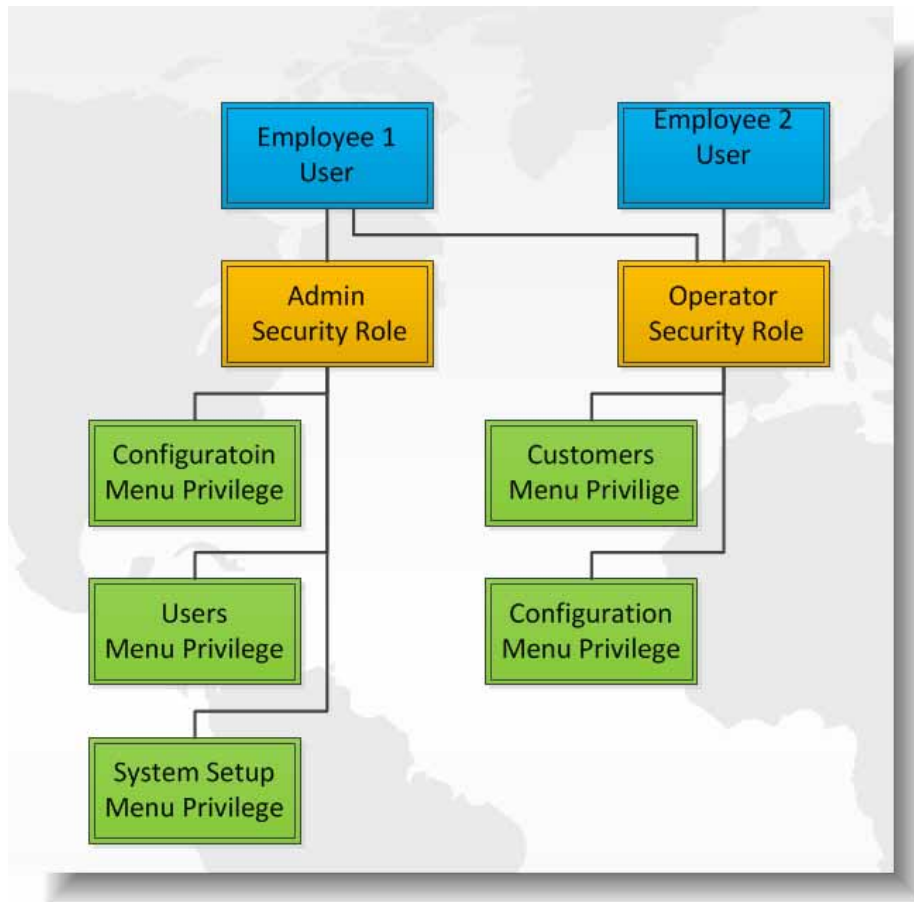 Employee 1
User
Employee 2
User
Admin
Security Role
Operator
Security Role
Configuratoin
Menu Privilege
Customers
Menu Privilige
Users
Menu Privilege
Configuration
Menu Privilege
System Setup
Menu Privilege